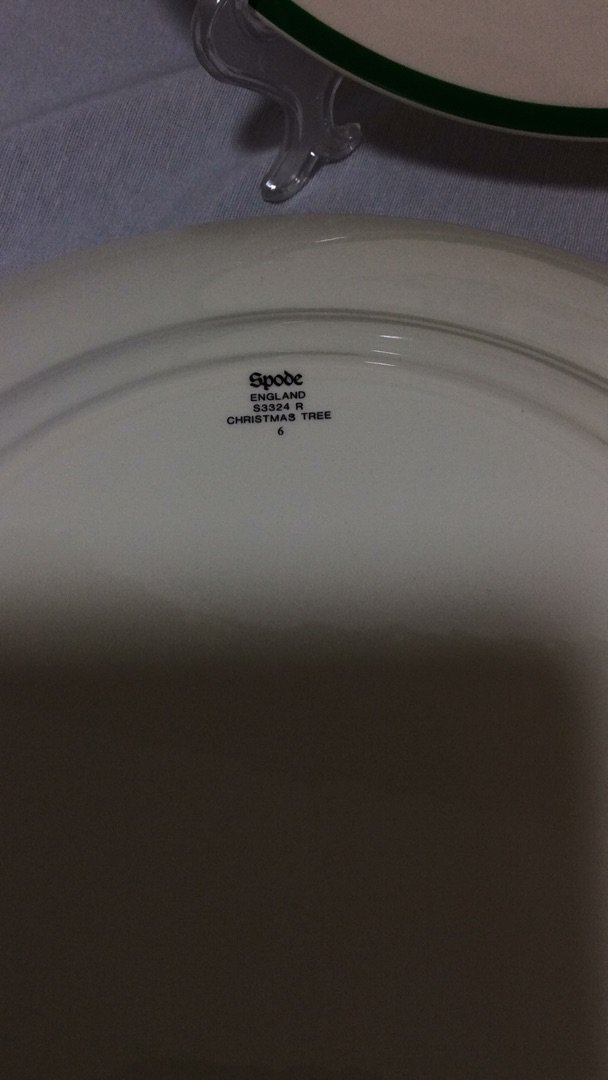 Spode
ENGLAND
S3324 R
CHRISTMAS TREE
6